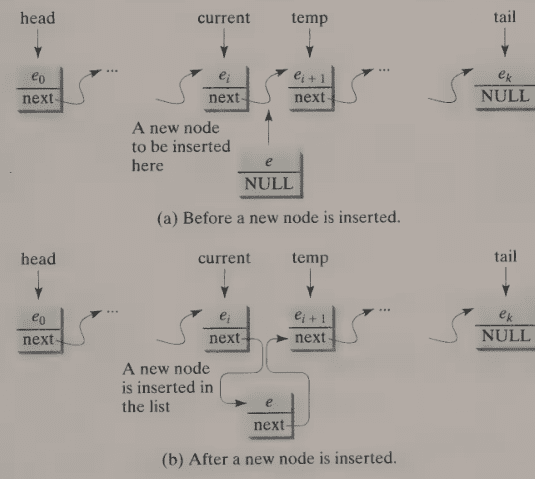 head current temp tail
e0 ... ei ei + 1 ... ek
next next next NULL
A new node
to be inserted
here
e
NULL
(a) Before a new node is inserted.
head current temp tail
e0 ... ei ei + 1 ... ek
next next next NULL
A new node
is inserted in
the list
e
next
(b) After a new node is inserted.